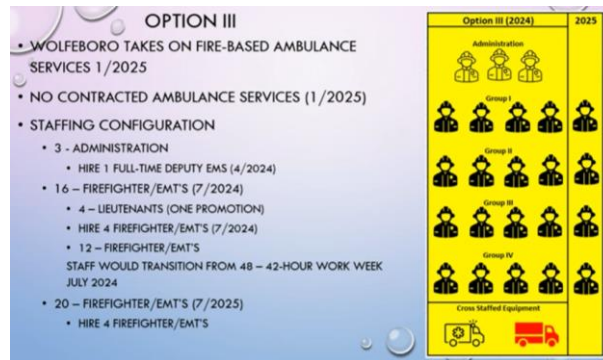 OPTION III
• WOLFEBORO TAKES ON FIRE-BASED AMBULANCE
SERVICES 1/2025
• NO CONTRACTED AMBULANCE SERVICES (1/2025)
• STAFFING CONFIGURATION
• 3 - ADMINISTRATION
• HIRE 1 FULL-TIME DEPUTY EMS (4/2024)
• 16 – FIREFIGHTER/EMT'S (7/2024)
• 4 – LIEUTENANTS (ONE PROMOTION)
• HIRE 4 FIREFIGHTER/EMT'S (7/2024)
• 12 – FIREFIGHTER/EMT'S
STAFF WOULD TRANSITION FROM 48 – 42-HOUR WORK WEEK
JULY 2024
• 20 – FIREFIGHTER/EMT'S (7/2025)
• HIRE 4 FIREFIGHTER/EMT'S
Option III (2024)
2025
Administration
Group I
Group II
Group III
Group IV
Cross Staffed Equipment